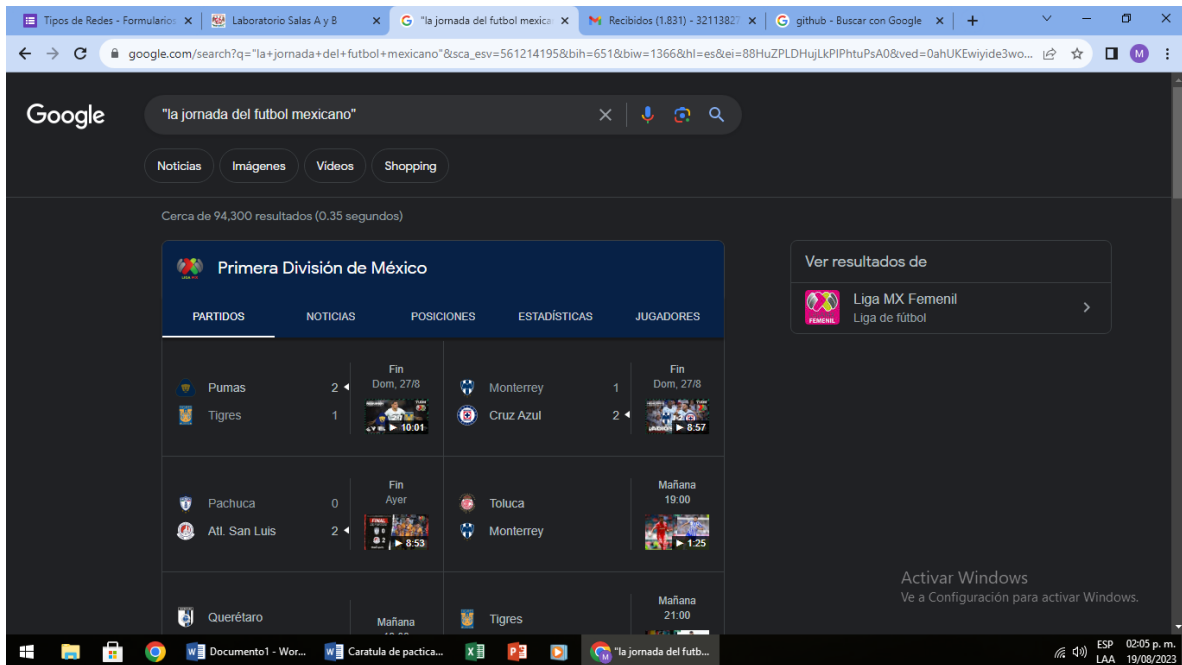 Tipos de Redes - Formularios
Laboratorio Salas A y B
"la jornada del futbol mexica
Recibidos (1.831) - 32113827
github - Buscar con Google
google.com/search?q="la+jornada+del+futbol+mexicano"&sca_esv=561214195&bih=651&biw=1366&hl=es&ei=88HuZPLDHujLkPIPhtuPsA0&ved=0ahUKEwiyide3wo...
M
Google
"la jornada del futbol mexicano"
Noticias
Imágenes
Vídeos
Shopping
Cerca de 94,300 resultados (0.35 segundos)
Primera División de México
PARTIDOS
NOTICIAS
POSICIONES
ESTADÍSTICAS
JUGADORES
Ver resultados de
Liga MX Femenil
Liga de fútbol
FEMENIL
Fin
Dom, 27/8
Pumas 2
Tigres 1
10:01
Fin
Dom, 27/8
Monterrey 1
Cruz Azul 2
8:57
Fin
Ayer
Pachuca 0
Atl. San Luis 2
FINAL
8:53
Mañana
19:00
Toluca
Monterrey
1:25
Querétaro
Mañana
Mañana
21:00
Tigres
Activar Windows
Ve a Configuración para activar Windows.
Documento1 - Wor...
Caratula de pactica...
"la jornada del futb...
ESP
LAA
02:05 p. m.
19/08/2023